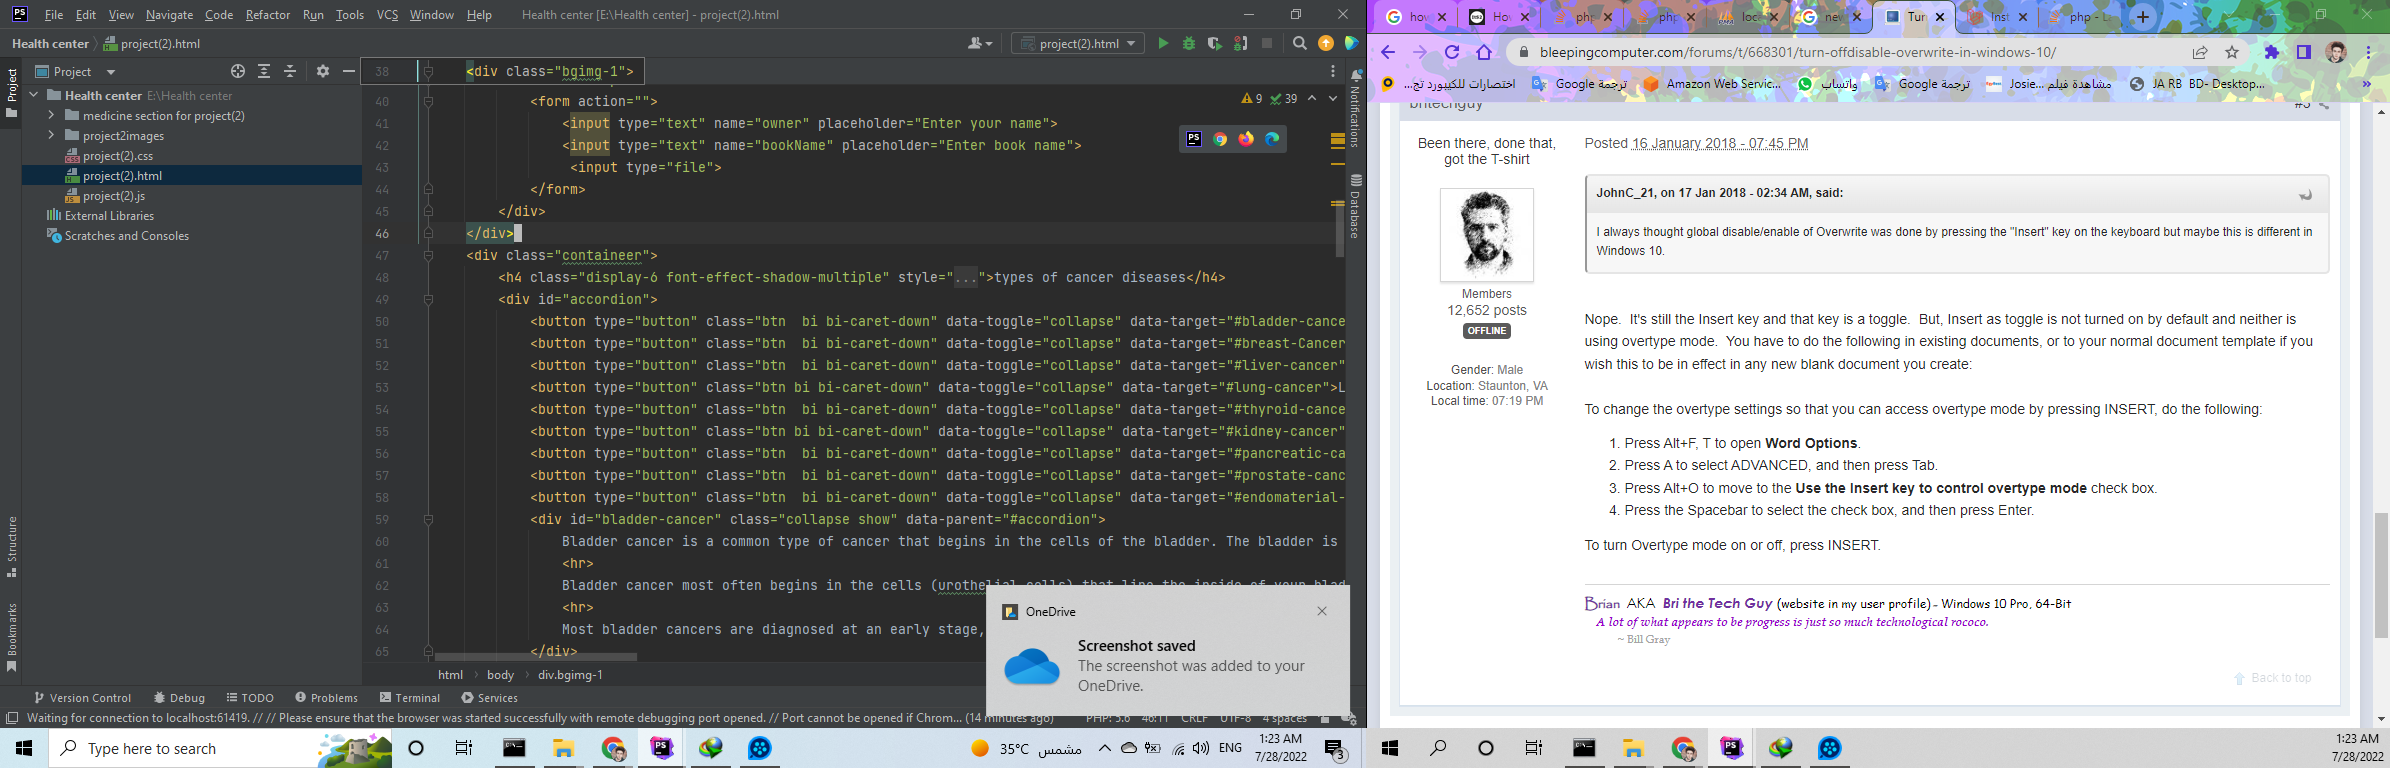 File Edit View Navigate Code Refactor Run Tools VCS Window Help Health center [E:\Health center] - project(2).html
Health center project(2).html
project(2).html
Project
Project
Health center E:\Health center
medicine section for project(2)
project2images
project(2).css
project(2).html
project(2).js
External Libraries
Scratches and Consoles
Structure
Bookmarks
Notifications
Database
9 39
38 <div class="bgimg-1">
40 <form action="">
41 <input type="text" name="owner" placeholder="Enter your name">
42 <input type="text" name="bookName" placeholder="Enter book name">
43 <input type="file">
44 </form>
45 </div>
46 </div>
47 <div class="containeer">
48 <h4 class="display-6 font-effect-shadow-multiple" style="...">types of cancer diseases</h4>
49 <div id="accordion">
50 <button type="button" class="btn  bi bi-caret-down" data-toggle="collapse" data-target="#bladder-cance
51 <button type="button" class="btn  bi bi-caret-down" data-toggle="collapse" data-target="#breast-Cancer
52 <button type="button" class="btn  bi bi-caret-down" data-toggle="collapse" data-target="#liver-cancer"
53 <button type="button" class="btn bi bi-caret-down" data-toggle="collapse" data-target="#lung-cancer">L
54 <button type="button" class="btn  bi bi-caret-down" data-toggle="collapse" data-target="#thyroid-cance
55 <button type="button" class="btn bi bi-caret-down" data-toggle="collapse" data-target="#kidney-cancer"
56 <button type="button" class="btn  bi bi-caret-down" data-toggle="collapse" data-target="#pancreatic-ca
57 <button type="button" class="btn  bi bi-caret-down" data-toggle="collapse" data-target="#prostate-canc
58 <button type="button" class="btn  bi bi-caret-down" data-toggle="collapse" data-target="#endomaterial-
59 <div id="bladder-cancer" class="collapse show" data-parent="#accordion">
60 Bladder cancer is a common type of cancer that begins in the cells of the bladder. The bladder is
61 <hr>
62 Bladder cancer most often begins in the cells (urothelial cells) that line the inside of your blad
63 <hr>
64 Most bladder cancers are diagnosed at an early stage,
65 </div>
html body div.bgimg-1
OneDrive
Screenshot saved
The screenshot was added to your
OneDrive.
Version Control Debug TODO Problems Terminal Services
Waiting for connection to localhost:61419. // // Please ensure that the browser was started successfully with remote debugging port opened. // Port cannot be opened if Chrom... (14 minutes ago) PHP: 5.6 46:11 CRLF UTF-8 4 spaces
Type here to search
35°C مشمس
ENG
1:23 AM
7/28/2022
3
how Ho php php loc nev Tur Inst php - L
bleepingcomputer.com/forums/t/668301/turn-offdisable-overwrite-in-windows-10/
اختصارات للكيبورد تج... ترجمة Google Amazon Web Servic... واتساب ترجمة Google Josie... مشاهدة فيلم JA RB BD- Desktop... »
britechguy #5
Been there, done that,
got the T-shirt
Members
12,652 posts
OFFLINE
Gender: Male
Location: Staunton, VA
Local time: 07:19 PM
Posted 16 January 2018 - 07:45 PM
JohnC_21, on 17 Jan 2018 - 02:34 AM, said:
I always thought global disable/enable of Overwrite was done by pressing the "Insert" key on the keyboard but maybe this is different in
Windows 10.
Nope.  It's still the Insert key and that key is a toggle.  But, Insert as toggle is not turned on by default and neither is
using overtype mode.  You have to do the following in existing documents, or to your normal document template if you
wish this to be in effect in any new blank document you create:
To change the overtype settings so that you can access overtype mode by pressing INSERT, do the following:
1. Press Alt+F, T to open Word Options.
2. Press A to select ADVANCED, and then press Tab.
3. Press Alt+O to move to the Use the Insert key to control overtype mode check box.
4. Press the Spacebar to select the check box, and then press Enter.
To turn Overtype mode on or off, press INSERT.
Brian AKA Bri the Tech Guy (website in my user profile) - Windows 10 Pro, 64-Bit
A lot of what appears to be progress is just so much technological rococo.
~ Bill Gray
Back to top
1:23 AM
7/28/2022